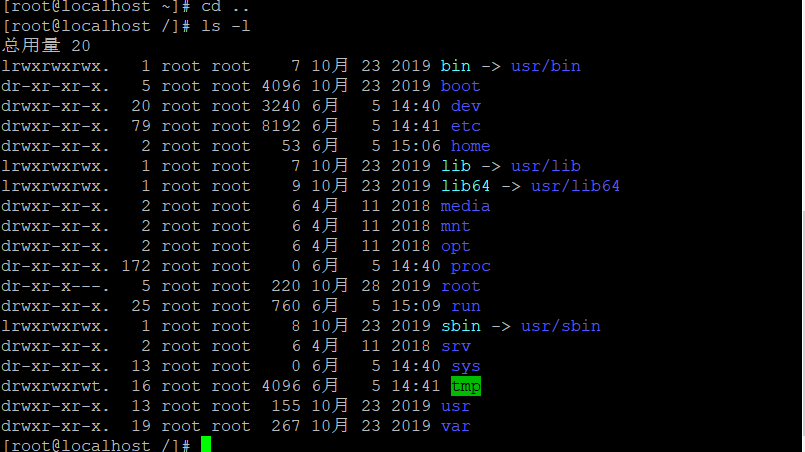 [root@localhost ~]# cd ..
[root@localhost /]# ls -l
总用量 20
lrwxrwxrwx.   1 root root    7 10月 23 2019 bin -> usr/bin
dr-xr-xr-x.   5 root root 4096 10月 23 2019 boot
drwxr-xr-x.  20 root root 3240 6月   5 14:40 dev
drwxr-xr-x.  79 root root 8192 6月   5 14:41 etc
drwxr-xr-x.   2 root root   53 6月   5 15:06 home
lrwxrwxrwx.   1 root root    7 10月 23 2019 lib -> usr/lib
lrwxrwxrwx.   1 root root    9 10月 23 2019 lib64 -> usr/lib64
drwxr-xr-x.   2 root root    6 4月  11 2018 media
drwxr-xr-x.   2 root root    6 4月  11 2018 mnt
drwxr-xr-x.   2 root root    6 4月  11 2018 opt
dr-xr-xr-x. 172 root root    0 6月   5 14:40 proc
dr-xr-x---.   5 root root  220 10月 28 2019 root
drwxr-xr-x.  25 root root  760 6月   5 15:09 run
lrwxrwxrwx.   1 root root    8 10月 23 2019 sbin -> usr/sbin
drwxr-xr-x.   2 root root    6 4月  11 2018 srv
dr-xr-xr-x.  13 root root    0 6月   5 14:40 sys
drwxrwxrwt.  16 root root 4096 6月   5 14:41 tmp
drwxr-xr-x.  13 root root  155 10月 23 2019 usr
drwxr-xr-x.  19 root root  267 10月 23 2019 var
[root@localhost /]#